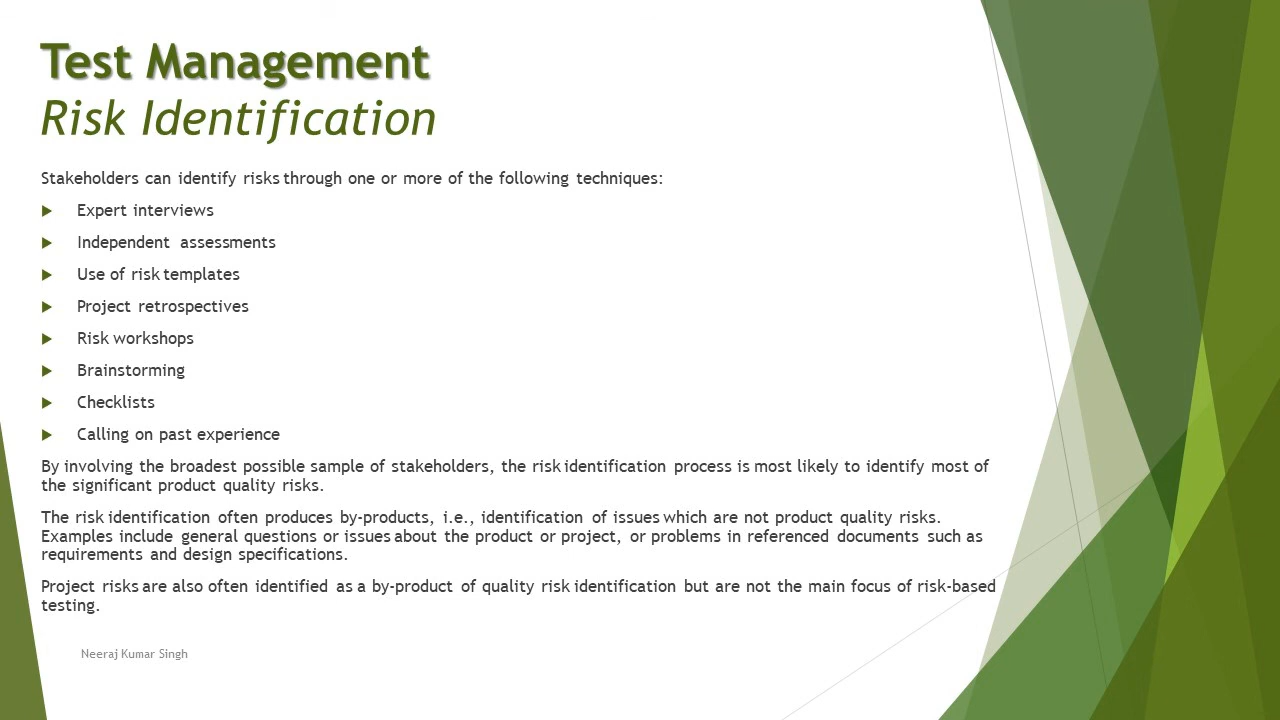 Test Management
Risk Identification
Stakeholders can identify risks through one or more of the following techniques:
Expert interviews
Independent assessments
Use of risk templates
Project retrospectives
Risk workshops
Brainstorming
Checklists
Calling on past experience
By involving the broadest possible sample of stakeholders, the risk identification process is most likely to identify most of
the significant product quality risks.
The risk identification often produces by-products, i.e., identification of issues which are not product quality risks.
Examples include general questions or issues about the product or project, or problems in referenced documents such as
requirements and design specifications.
Project risks are also often identified as a by-product of quality risk identification but are not the main focus of risk-based
testing.
Neeraj Kumar Singh